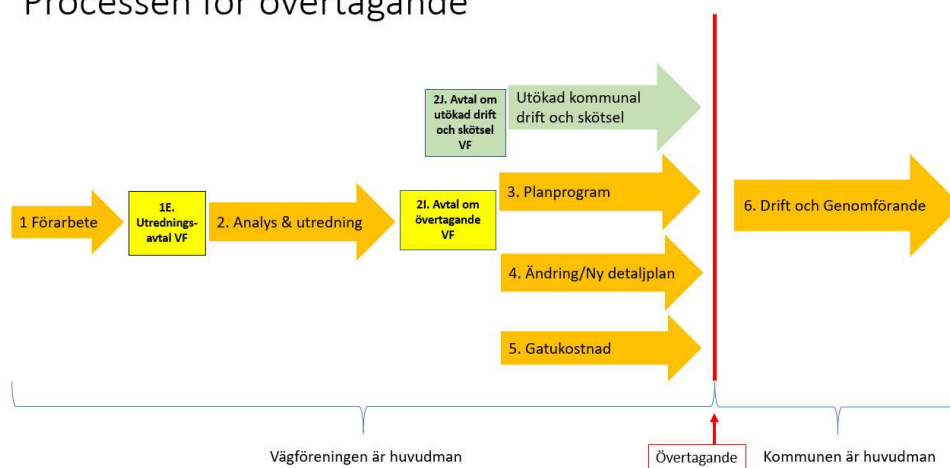 Processen för övertagande
2J. Avtal om
utökad drift
och skötsel
VF
Utökad kommunal
drift och skötsel
1 Förarbete
1E.
Utrednings-
avtal VF
2. Analys & utredning
2I. Avtal om
övertagande
VF
3. Planprogram
4. Ändring/Ny detaljplan
5. Gatukostnad
6. Drift och Genomförande
Vägföreningen är huvudman
Övertagande
Kommunen är huvudman